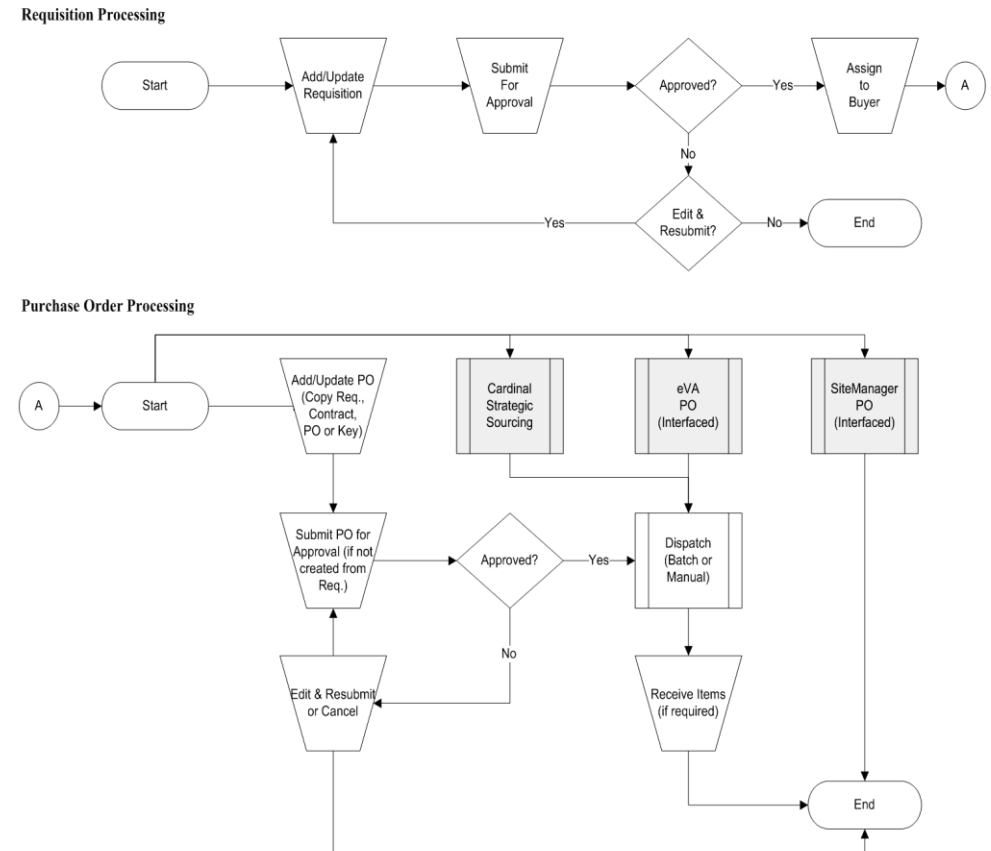 Requisition Processing
Start
Add/Update
Requisition
Submit
For
Approval
Approved?
Yes
Assign
to
Buyer
A
No
Edit &
Resubmit?
Yes
No
End
Purchase Order Processing
A
Start
Add/Update PO
(Copy Req.,
Contract,
PO or Key)
Cardinal
Strategic
Sourcing
eVA
PO
(Interfaced)
SiteManager
PO
(Interfaced)
Submit PO for
Approval (if not
created from
Req.)
Approved?
Yes
Dispatch
(Batch or
Manual)
No
Edit & Resubmit
or Cancel
Receive Items
(if required)
End